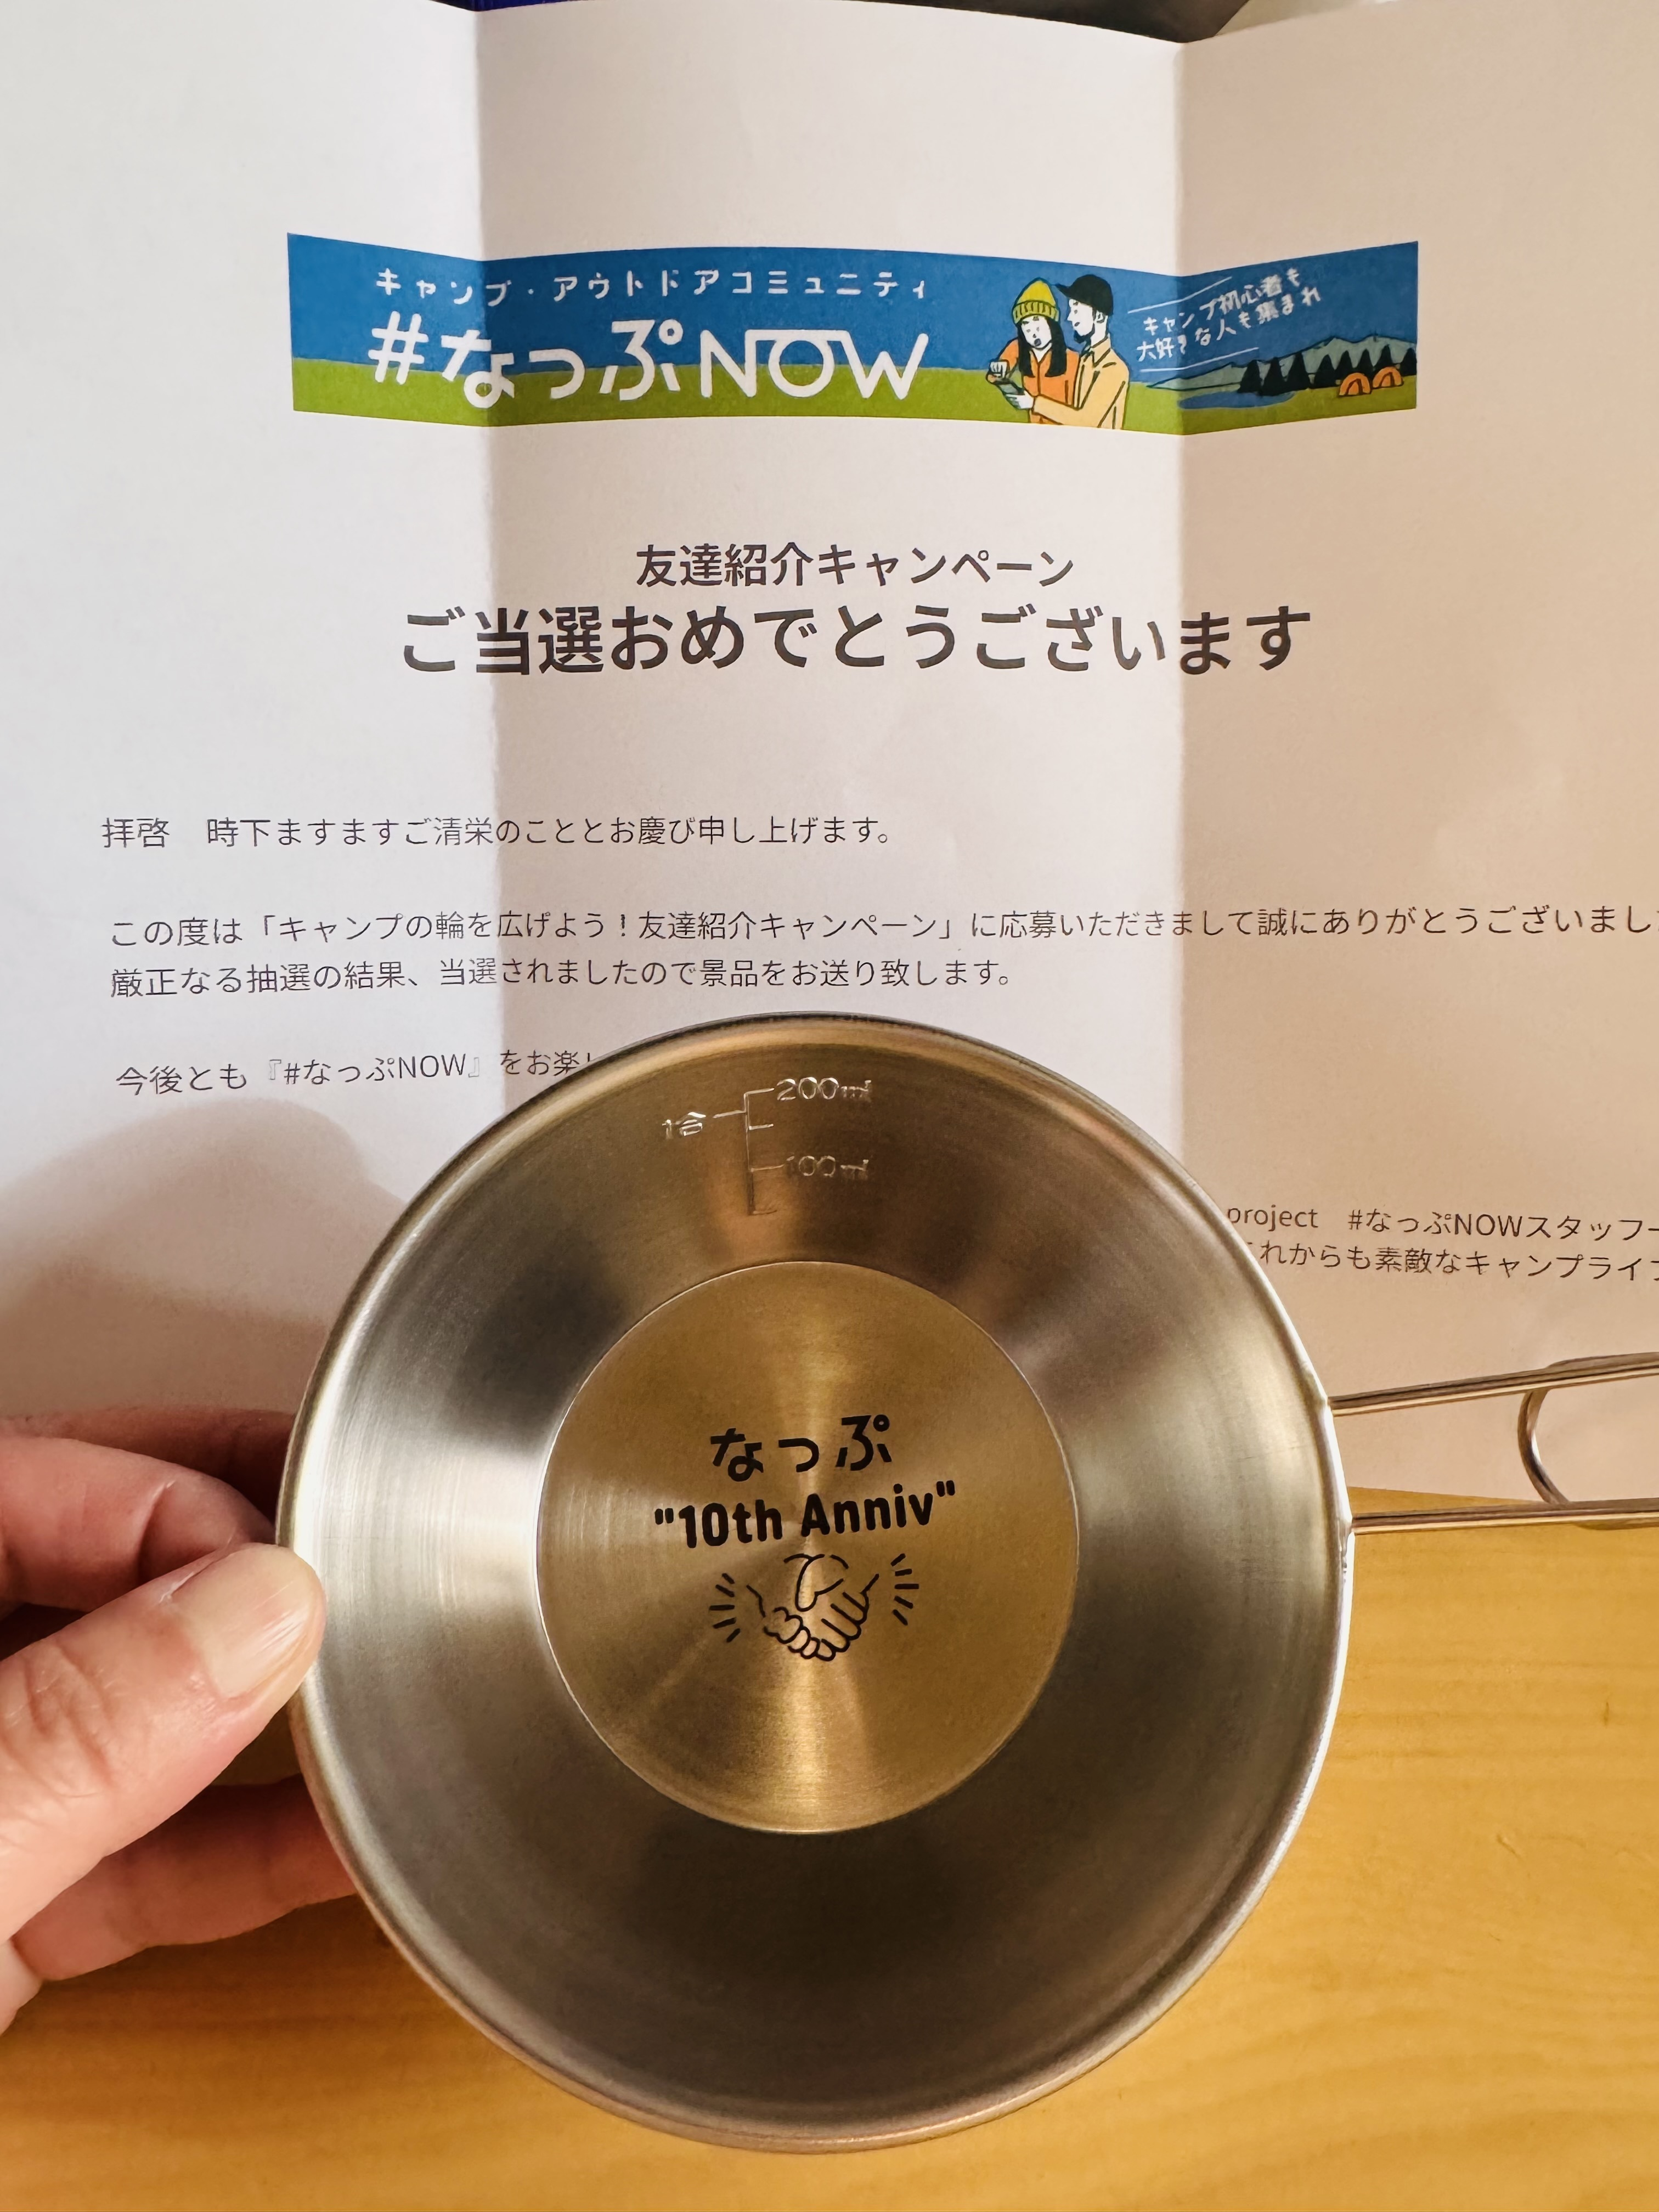 キャンプ・アウトドアコミュニティ
#なっぷNOW
キャンプ初心者も
大好きな人も集まれ
友達紹介キャンペーン
ご当選おめでとうございます
拝啓　時下ますますご清栄のこととお慶び申し上げます。
この度は「キャンプの輪を広げよう！友達紹介キャンペーン」に応募いただきまして誠にありがとうございまし
厳正なる抽選の結果、当選されましたので景品をお送り致します。
今後とも『#なっぷNOW』をお楽し
project　#なっぷNOWスタッフ一
れからも素敵なキャンプライフ
200ml
1合
100ml
なっぷ
"10th Anniv"